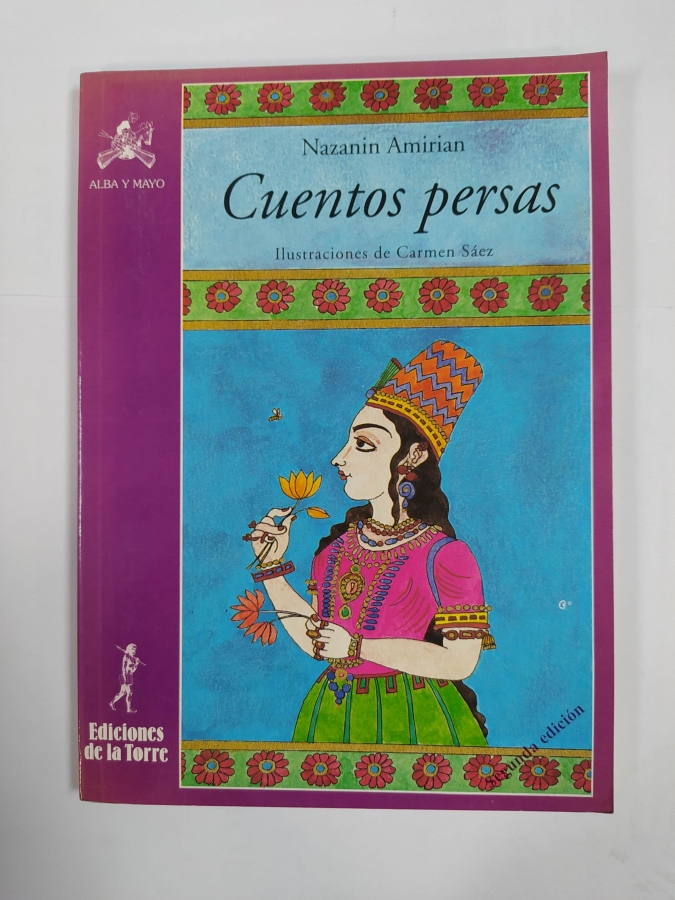 Nazanin Amirian
Cuentos persas
Ilustraciones de Carmen Sáez
ALBA Y MAYO
Ediciones
de la Torre
Segunda edición